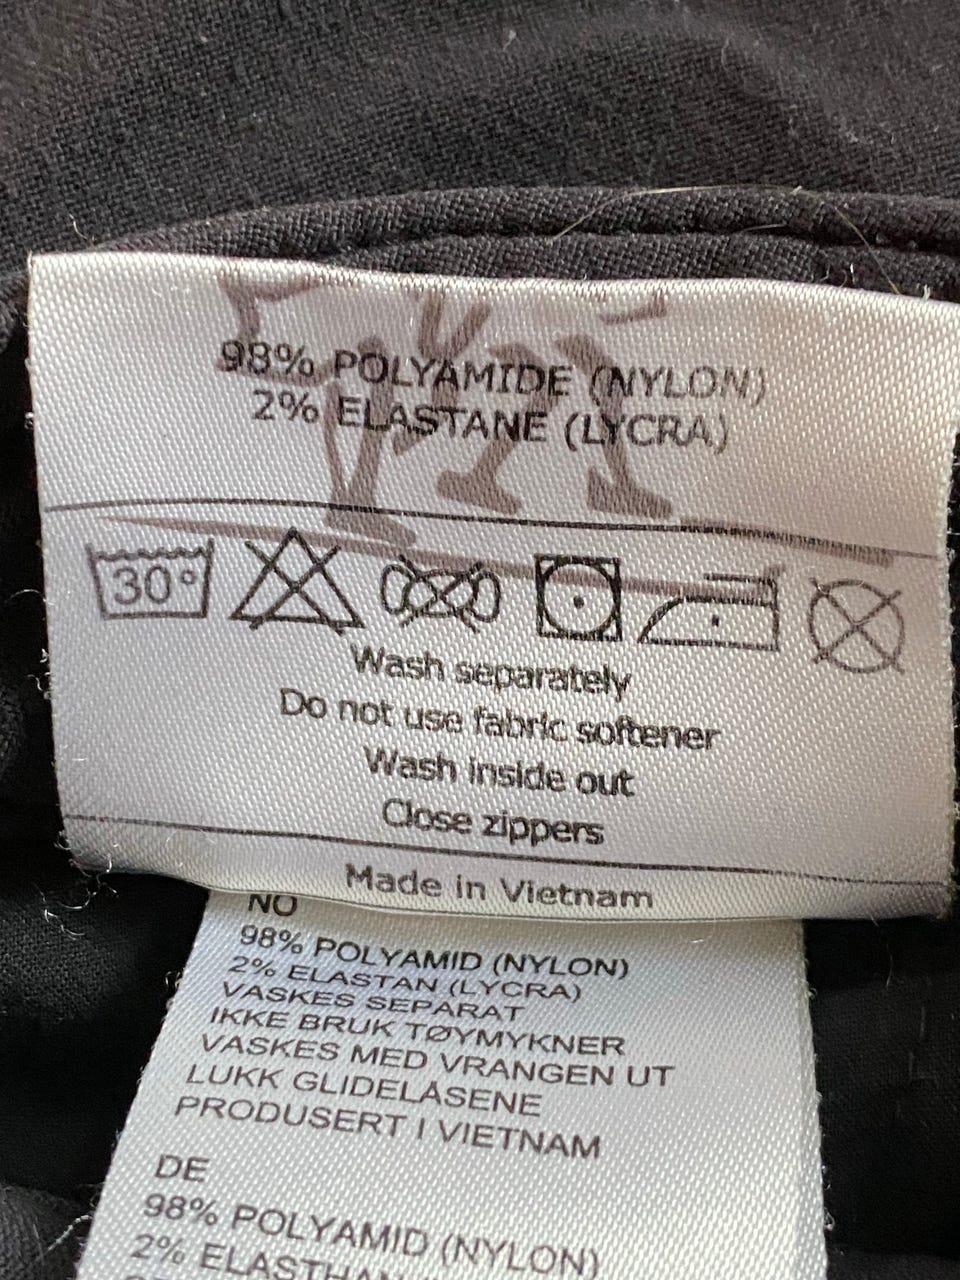 98% POLYAMIDE (NYLON)
2% ELASTANE (LYCRA)
30°
Wash separately
Do not use fabric softener
Wash inside out
Close zippers
Made in Vietnam
NO
98% POLYAMID (NYLON)
2% ELASTAN (LYCRA)
VASKES SEPARAT
IKKE BRUK TØYMYKNER
VASKES MED VRANGEN UT
LUKK GLIDELÅSENE
PRODUSERT I VIETNAM
DE
98% POLYAMID (NYLON)
2% ELASTHAN